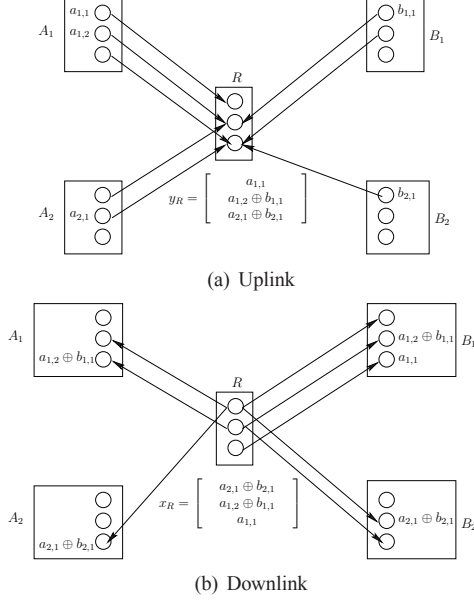 a₁,₁
a₁,₂
A₁
b₁,₁
B₁
R
A₂
a₂,₁
b₂,₁
B₂
y_R = [ a₁,₁
a₁,₂ ⊕ b₁,₁
a₂,₁ ⊕ b₂,₁ ]
(a) Uplink
A₁
a₁,₂ ⊕ b₁,₁
a₁,₂ ⊕ b₁,₁
a₁,₁
B₁
R
A₂
a₂,₁ ⊕ b₂,₁
x_R = [ a₂,₁ ⊕ b₂,₁
a₁,₂ ⊕ b₁,₁
a₁,₁ ]
a₂,₁ ⊕ b₂,₁
B₂
(b) Downlink